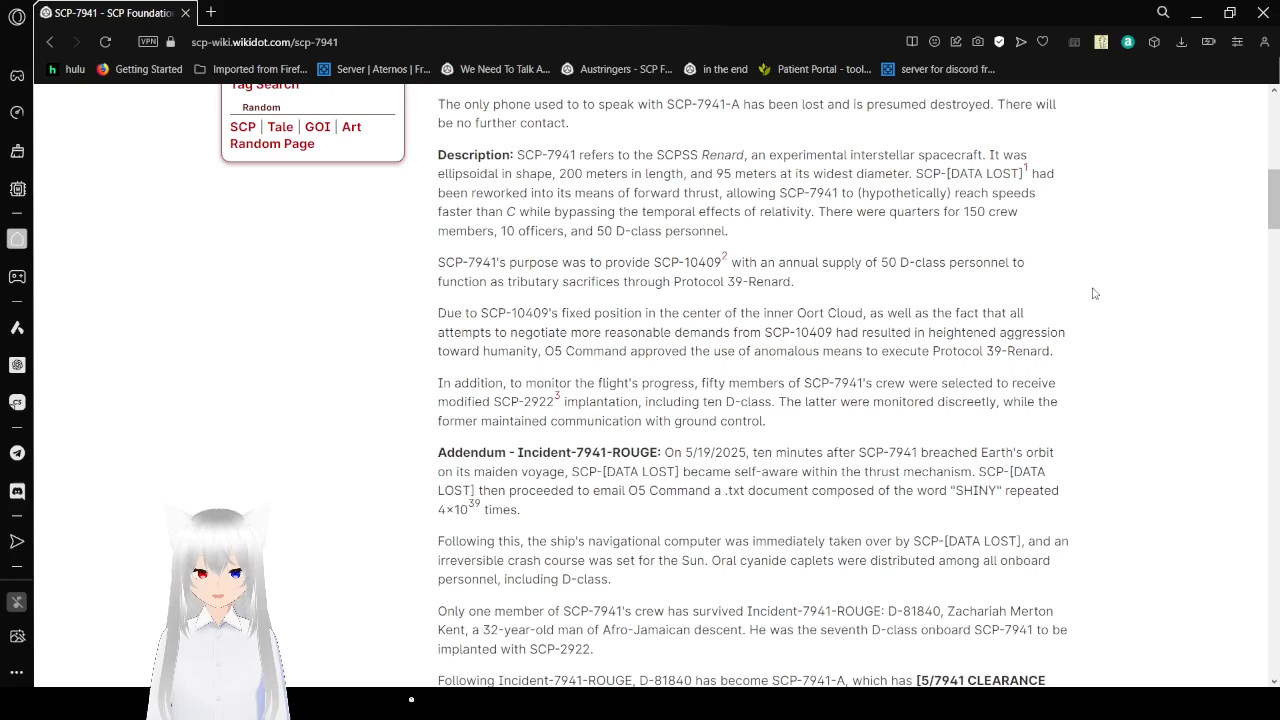 SCP-7941 - SCP Foundatio
scp-wiki.wikidot.com/scp-7941
VPN
hulu
Getting Started
Imported from Firef...
Server | Aternos | Fr...
We Need To Talk A...
Austringers - SCP F...
in the end
Patient Portal - tool...
server for discord fr...
Tag Search
Random
SCP | Tale | GOI | Art
Random Page
The only phone used to to speak with SCP-7941-A has been lost and is presumed destroyed. There will
be no further contact.
Description: SCP-7941 refers to the SCPSS Renard, an experimental interstellar spacecraft. It was
ellipsoidal in shape, 200 meters in length, and 95 meters at its widest diameter. SCP-[DATA LOST]1 had
been reworked into its means of forward thrust, allowing SCP-7941 to (hypothetically) reach speeds
faster than C while bypassing the temporal effects of relativity. There were quarters for 150 crew
members, 10 officers, and 50 D-class personnel.
SCP-7941's purpose was to provide SCP-104092 with an annual supply of 50 D-class personnel to
function as tributary sacrifices through Protocol 39-Renard.
Due to SCP-10409's fixed position in the center of the inner Oort Cloud, as well as the fact that all
attempts to negotiate more reasonable demands from SCP-10409 had resulted in heightened aggression
toward humanity, O5 Command approved the use of anomalous means to execute Protocol 39-Renard.
In addition, to monitor the flight's progress, fifty members of SCP-7941's crew were selected to receive
modified SCP-29223 implantation, including ten D-class. The latter were monitored discreetly, while the
former maintained communication with ground control.
Addendum - Incident-7941-ROUGE: On 5/19/2025, ten minutes after SCP-7941 breached Earth's orbit
on its maiden voyage, SCP-[DATA LOST] became self-aware within the thrust mechanism. SCP-[DATA
LOST] then proceeded to email O5 Command a .txt document composed of the word "SHINY" repeated
4×1039 times.
Following this, the ship's navigational computer was immediately taken over by SCP-[DATA LOST], and an
irreversible crash course was set for the Sun. Oral cyanide caplets were distributed among all onboard
personnel, including D-class.
Only one member of SCP-7941's crew has survived Incident-7941-ROUGE: D-81840, Zachariah Merton
Kent, a 32-year-old man of Afro-Jamaican descent. He was the seventh D-class onboard SCP-7941 to be
implanted with SCP-2922.
Following Incident-7941-ROUGE, D-81840 has become SCP-7941-A, which has [5/7941 CLEARANCE